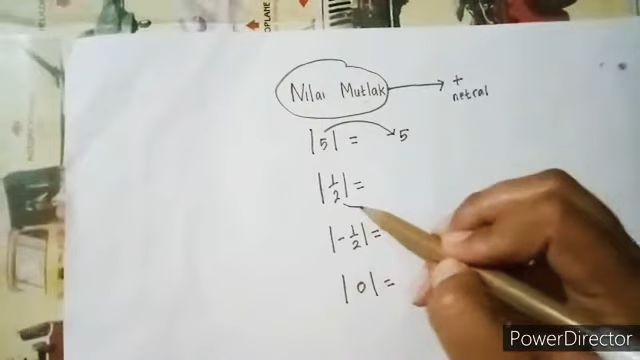 Nilai Mutlak +
netral
|5| = 5
|1/2| =
|-1/2| =
|0| =
PowerDirector